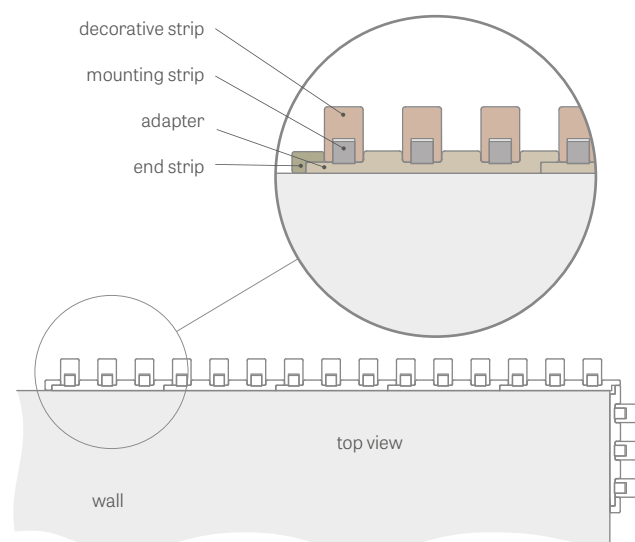 decorative strip
mounting strip
adapter
end strip
top view
wall